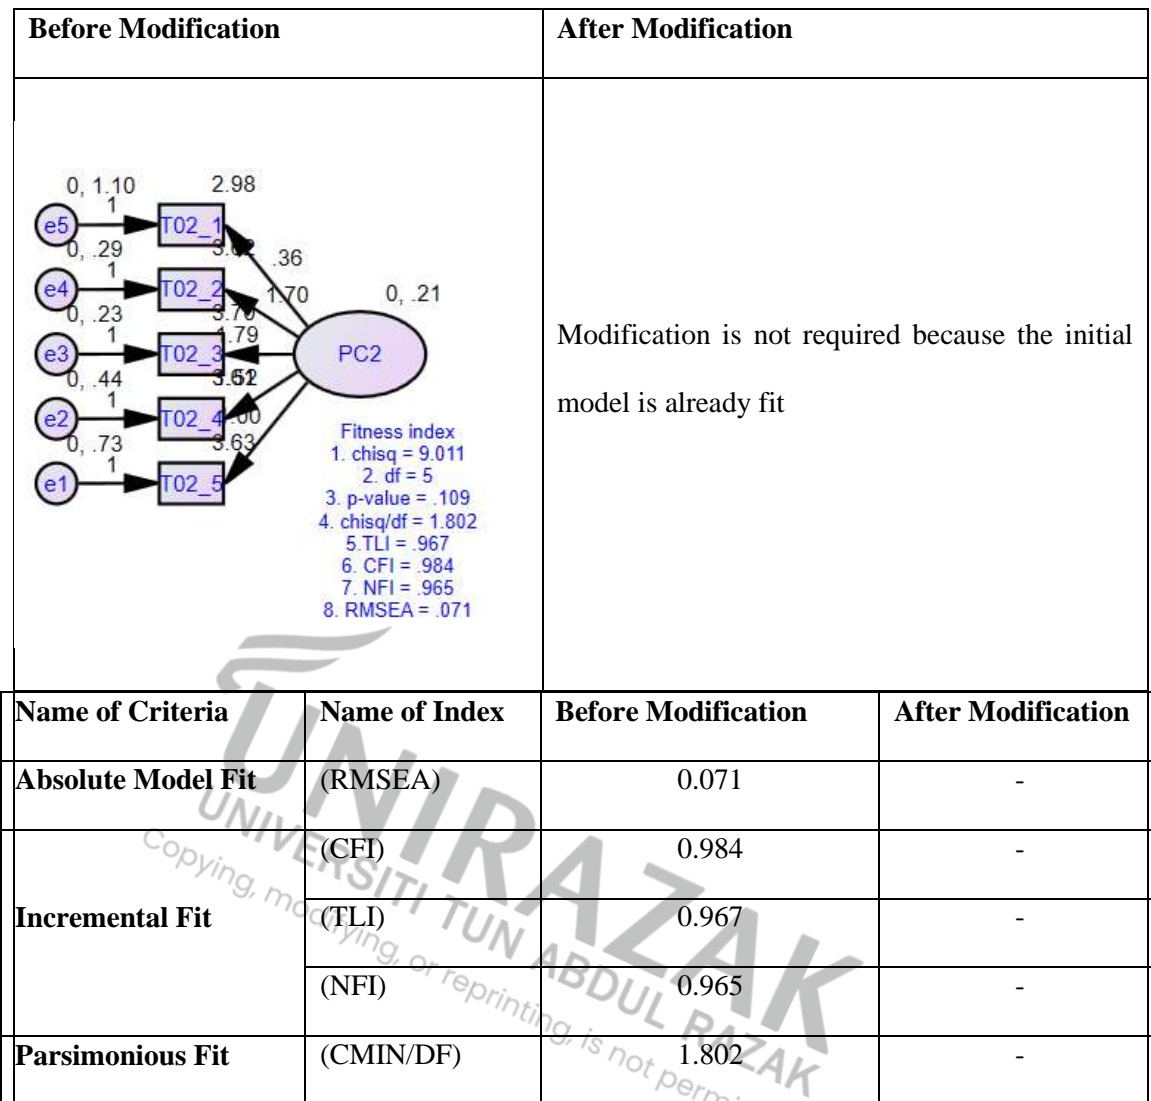 Before Modification
After Modification
0, 1.10
2.98
1
e5
T02_1
0, .29
.36
1
e4
T02_2
1.70
0, .21
0, .23
1
.79
e3
T02_3
PC2
0, .44
1
e2
T02_4
0, .73
3.63
1
e1
T02_5
Fitness index
1. chisq = 9.011
2. df = 5
3. p-value = .109
4. chisq/df = 1.802
5.TLI = .967
6. CFI = .984
7. NFI = .965
8. RMSEA = .071
Modification is not required because the initial
model is already fit
Name of Criteria
Name of Index
Before Modification
After Modification
Absolute Model Fit
(RMSEA)
0.071
-
Incremental Fit
(CFI)
0.984
-
(TLI)
0.967
-
(NFI)
0.965
-
Parsimonious Fit
(CMIN/DF)
1.802
-
UNIRAZAK
UNIVERSITI TUN ABDUL RAZAK
Copying, modifying, or reprinting, is not